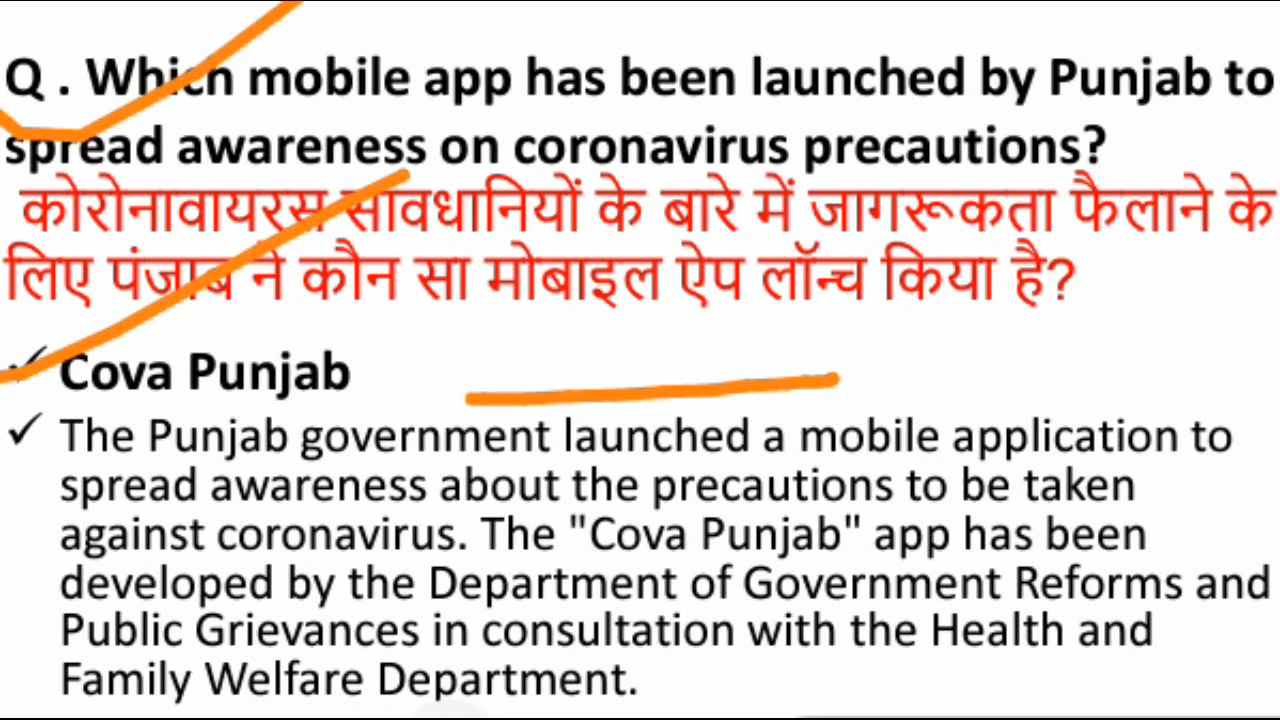 Q . Which mobile app has been launched by Punjab to
spread awareness on coronavirus precautions?
कोरोनावायरस सावधानियों के बारे में जागरूकता फैलाने के
लिए पंजाब ने कौन सा मोबाइल ऐप लॉन्च किया है?
✓ Cova Punjab
✓ The Punjab government launched a mobile application to
spread awareness about the precautions to be taken
against coronavirus. The "Cova Punjab" app has been
developed by the Department of Government Reforms and
Public Grievances in consultation with the Health and
Family Welfare Department.